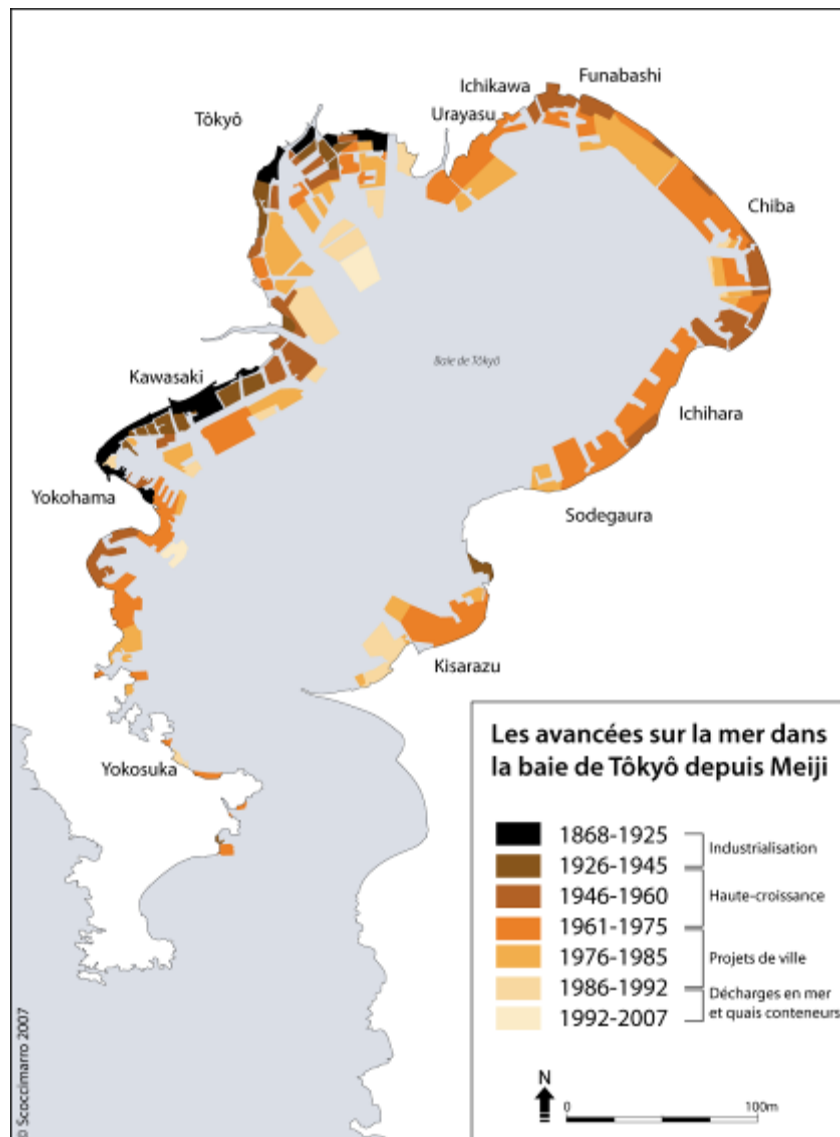 Ichikawa
Funabashi
Urayasu
Tôkyô
Chiba
Baie de Tôkyô
Kawasaki
Ichihara
Yokohama
Sodegaura
Kisarazu
Yokosuka
Les avancées sur la mer dans
la baie de Tôkyô depuis Meiji
1868-1925
Industrialisation
1926-1945
1946-1960
Haute-croissance
1961-1975
1976-1985
Projets de ville
1986-1992
Décharges en mer
et quais conteneurs
1992-2007
N
0 100m
© Scoccimarro 2007